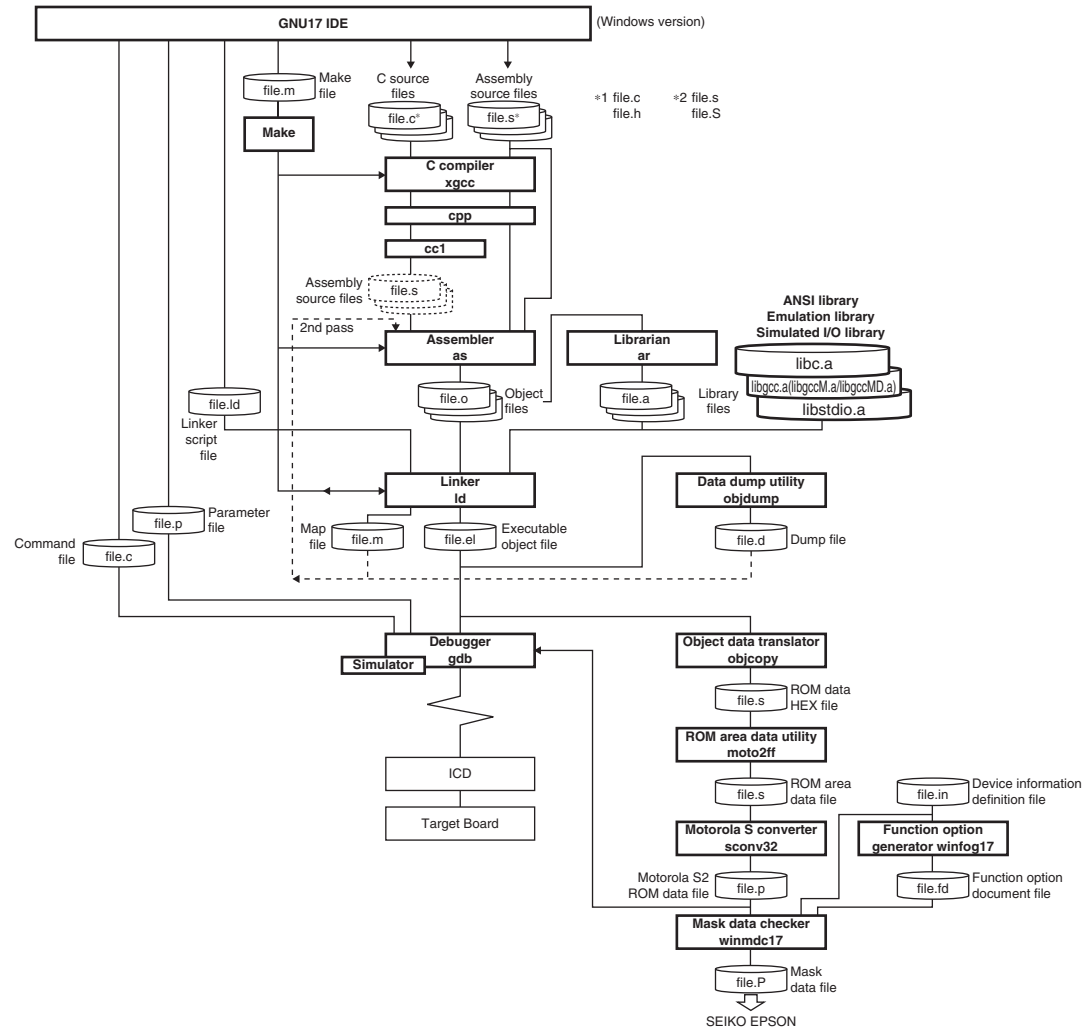 GNU17 IDE
(Windows version)
file.m
Make
file
C source
files
file.c*
Assembly
source files
file.s*
*1 file.c
file.h
*2 file.s
file.S
Make
C compiler
xgcc
cpp
cc1
Assembly
source files
file.s
2nd pass
Assembler
as
Librarian
ar
ANSI library
Emulation library
Simulated I/O library
libc.a
libgcc.a(libgccM.a/libgccMD.a)
libstdio.a
file.o
Object
files
file.a
Library
files
file.ld
Linker
script
file
Linker
ld
Data dump utility
objdump
file.p
Parameter
file
Command
file
file.c
Map
file
file.m
file.el
Executable
object file
file.d
Dump file
Debugger
gdb
Simulator
Object data translator
objcopy
file.s
ROM data
HEX file
ROM area data utility
moto2ff
ICD
Target Board
file.s
ROM area
data file
file.in
Device information
definition file
Motorola S converter
sconv32
Function option
generator winfog17
Motorola S2
ROM data file
file.p
file.fd
Function option
document file
Mask data checker
winmdc17
file.P
Mask
data file
SEIKO EPSON